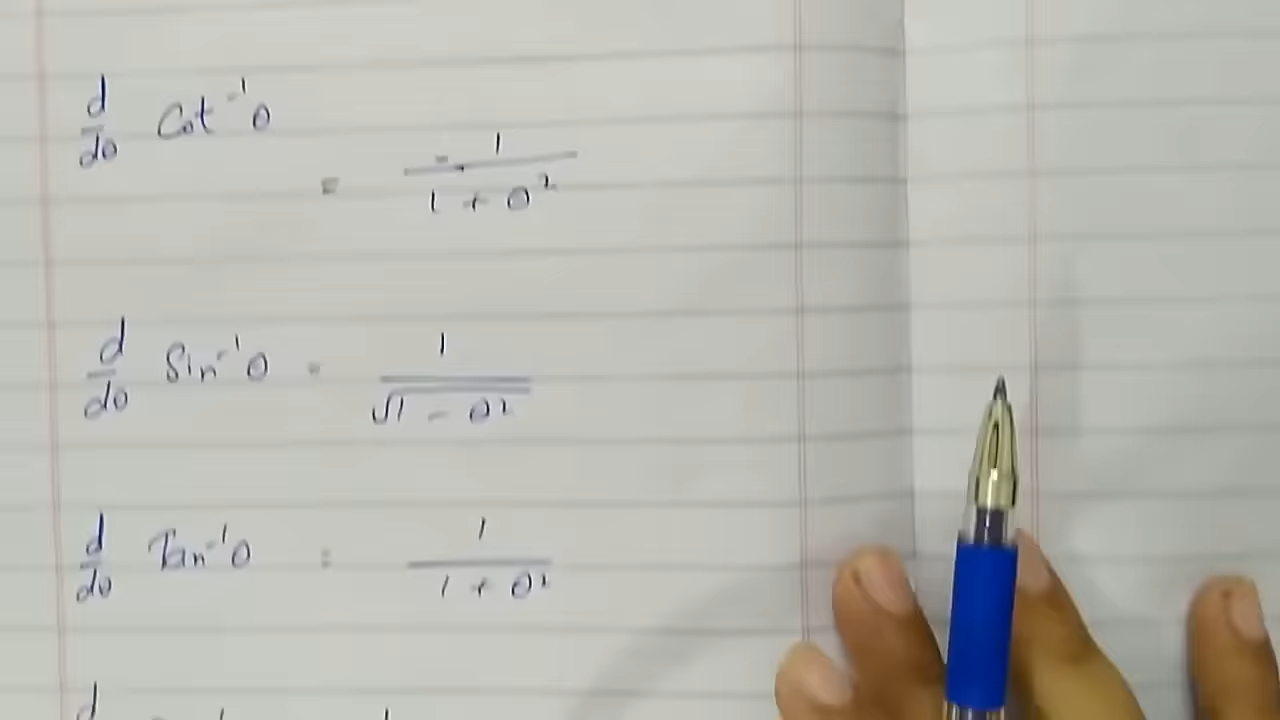 d/dθ Cot⁻¹θ
= -1/(1 + θ²)
d/dθ Sin⁻¹θ = 1/√(1 - θ²)
d/dθ Tan⁻¹θ = 1/(1 + θ²)
d